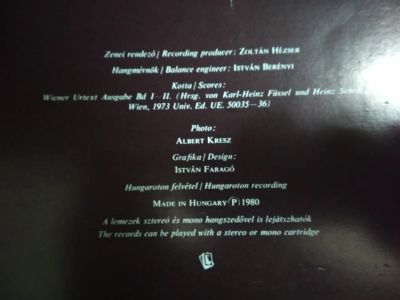 Zenei rendező | Recording producer: ZOLTÁN HÉZSER
Hangmérnök | Balance engineer: ISTVÁN BERÉNYI
Kotta | Scores:
Wiener Urtext Ausgabe Bd I—II. (Hrsg. von Karl-Heinz Füssel und Heinz
Wien, 1973 Univ. Ed. UE. 50035—36)
Photo:
ALBERT KRESZ
Grafika | Design:
ISTVÁN FARAGÓ
Hungaroton felvétel | Hungaroton recording
MADE IN HUNGARY Ⓟ 1980
A lemezek sztereó és mono hangszedővel is lejátszhatók
The records can be played with a stereo or mono cartridge